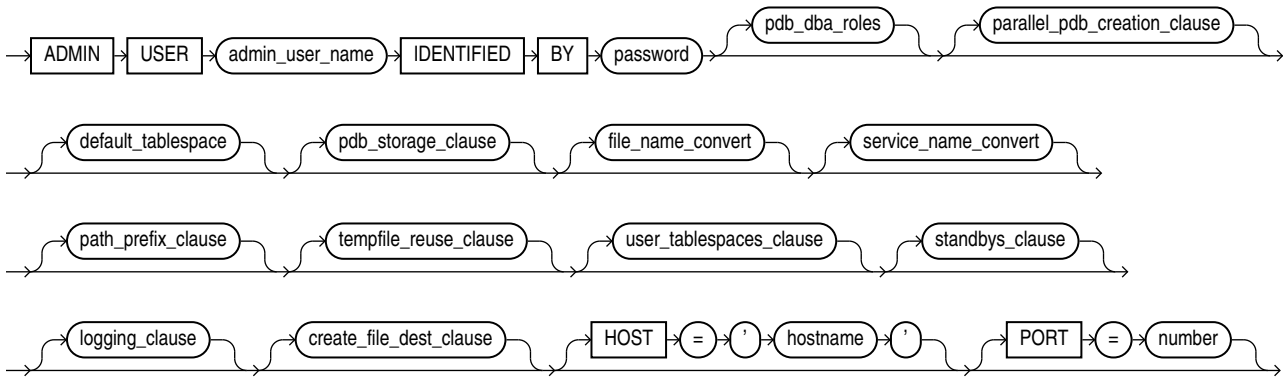 ADMIN USER admin_user_name IDENTIFIED BY password pdb_dba_roles parallel_pdb_creation_clause
default_tablespace pdb_storage_clause file_name_convert service_name_convert
path_prefix_clause tempfile_reuse_clause user_tablespaces_clause standbys_clause
logging_clause create_file_dest_clause HOST = ' hostname ' PORT = number